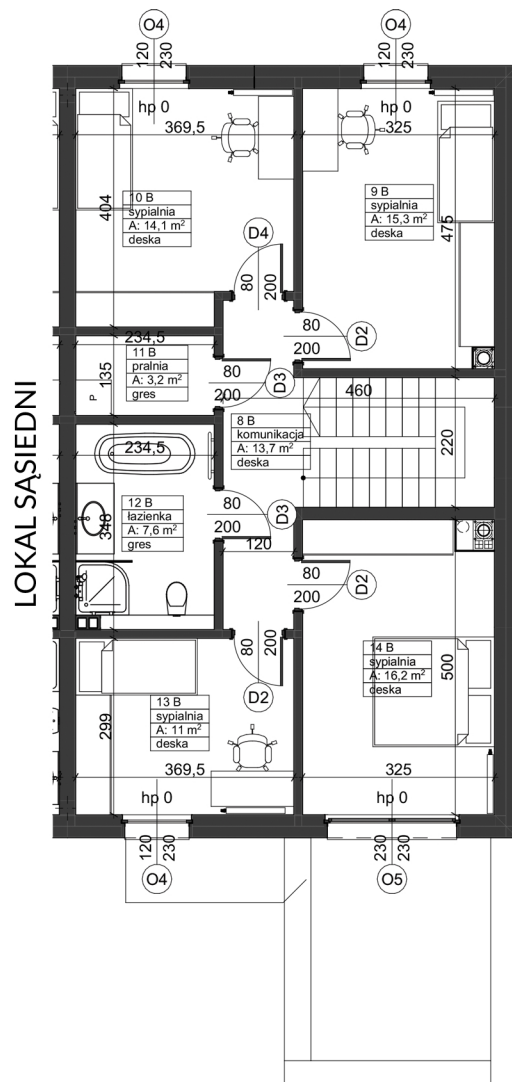 O4
O4
120
230
120
230
hp 0
hp 0
369,5
325
10 B
sypialnia
A: 14,1 m²
deska
9 B
sypialnia
A: 15,3 m²
deska
404
475
D4
80
200
80
200
D2
234,5
11 B
pralnia
A: 3,2 m²
gres
135
P
80
200
D3
460
8 B
komunikacja
A: 13,7 m²
deska
220
LOKAL SĄSIEDNI
234,5
12 B
łazienka
A: 7,6 m²
gres
348
80
200
D3
120
80
200
D2
80
200
D2
14 B
sypialnia
A: 16,2 m²
deska
500
13 B
sypialnia
A: 11 m²
deska
299
369,5
325
hp 0
hp 0
120
230
230
230
O4
O5